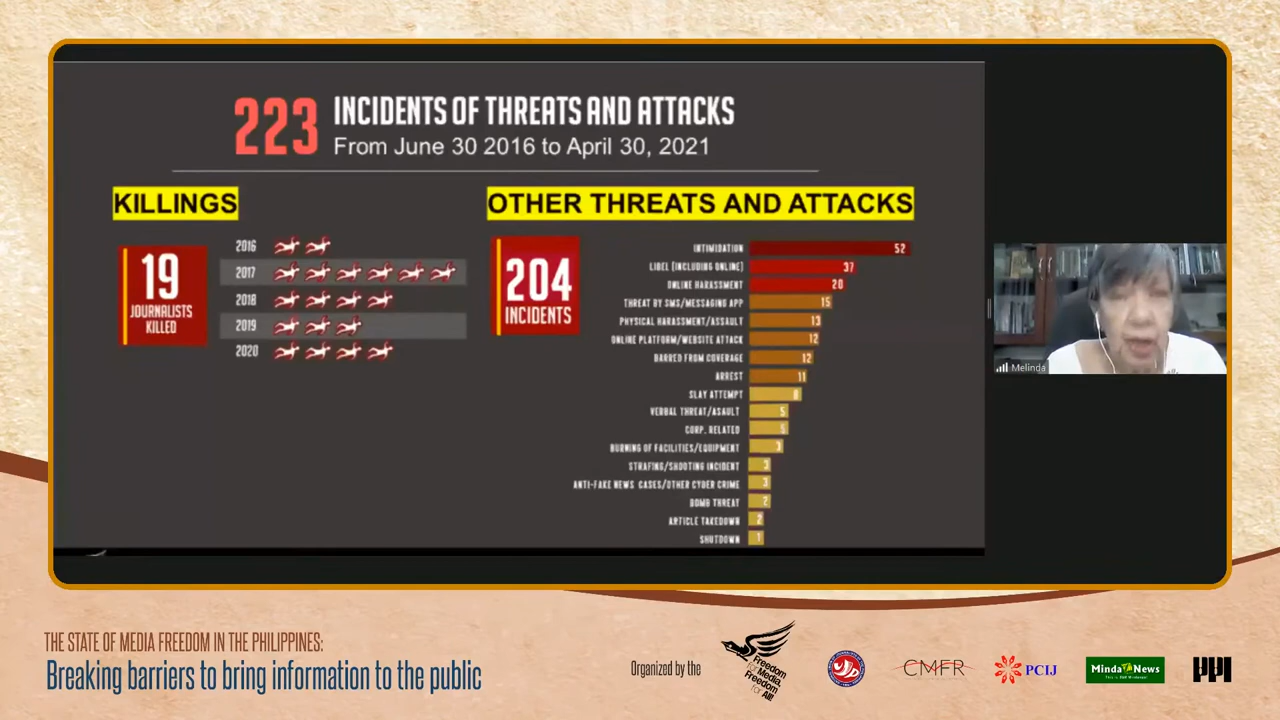 223 INCIDENTS OF THREATS AND ATTACKS
From June 30 2016 to April 30, 2021
KILLINGS
19
JOURNALISTS
KILLED
2016
2017
2018
2019
2020
OTHER THREATS AND ATTACKS
204
INCIDENTS
INTIMIDATION 52
LIBEL (INCLUDING ONLINE) 37
ONLINE HARASSMENT 20
THREAT BY SMS/MESSAGING APP 15
PHYSICAL HARASSMENT/ASSAULT 13
ONLINE PLATFORM/WEBSITE ATTACK 12
BARRED FROM COVERAGE 12
ARREST 11
SLAY ATTEMPT 8
VERBAL THREAT/ASAULT 5
CORP. RELATED 5
BURNING OF FACILITIES/EQUIPMENT 3
STRAFING/SHOOTING INCIDENT 3
ANTI-FAKE NEWS CASES/OTHER CYBER CRIME 3
BOMB THREAT 2
ARTICLE TAKEDOWN 2
SHUTDOWN 1
Melinda
THE STATE OF MEDIA FREEDOM IN THE PHILIPPINES:
Breaking barriers to bring information to the public
Organized by the
Freedom
for Media,
Freedom
for All!
CMFR
PCIJ
MindaNews
PPI